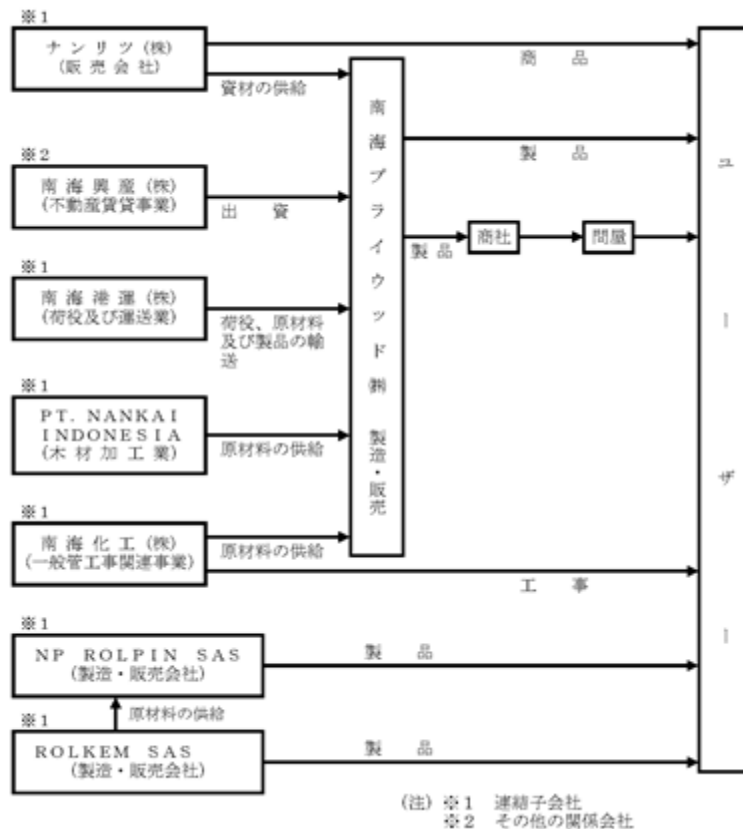 ※1
ナンリツ(株)
(販売会社)
商品
資材の供給
※2
南海興産(株)
(不動産賃貸事業)
出資
※1
南海港運(株)
(荷役及び運送業)
荷役、原材料
及び製品の輸
送
※1
PT. NANKAI
INDONESIA
(木材加工業)
原材料の供給
※1
南海化工(株)
(一般管工事関連事業)
原材料の供給
工事
南海プライウッド㈱ 製造・販売
製品
製品
商社
問屋
ユーザー
※1
NP ROLPIN SAS
(製造・販売会社)
製品
原材料の供給
※1
ROLKEM SAS
(製造・販売会社)
製品
(注)※1 連結子会社
※2 その他の関係会社